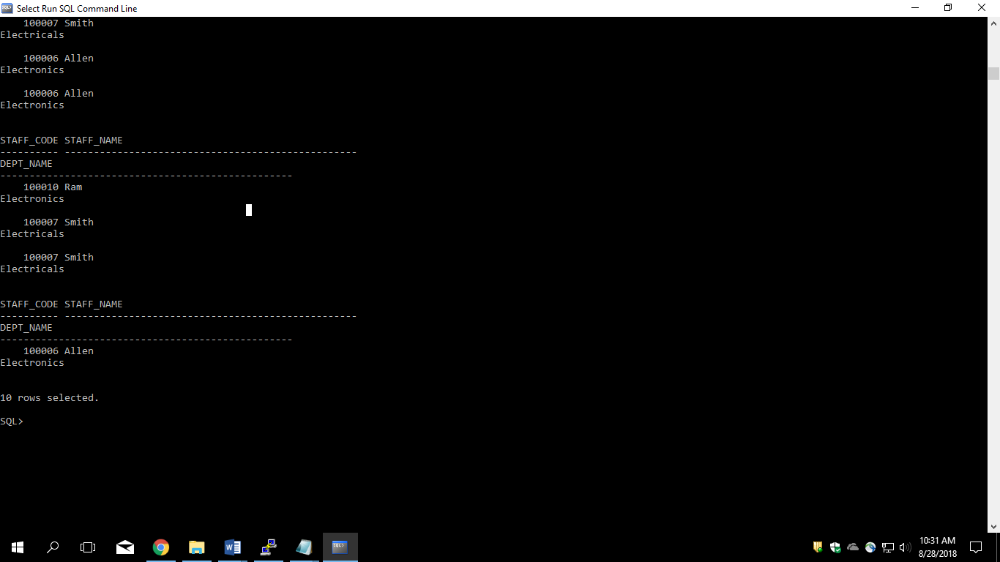 Select Run SQL Command Line
100007 Smith
Electricals
100006 Allen
Electronics
100006 Allen
Electronics
STAFF_CODE STAFF_NAME
---------- --------------------------------------------------
DEPT_NAME
--------------------------------------------------
100010 Ram
Electronics
100007 Smith
Electricals
100007 Smith
Electricals
STAFF_CODE STAFF_NAME
---------- --------------------------------------------------
DEPT_NAME
--------------------------------------------------
100006 Allen
Electronics
10 rows selected.
SQL>
10:31 AM
8/28/2018